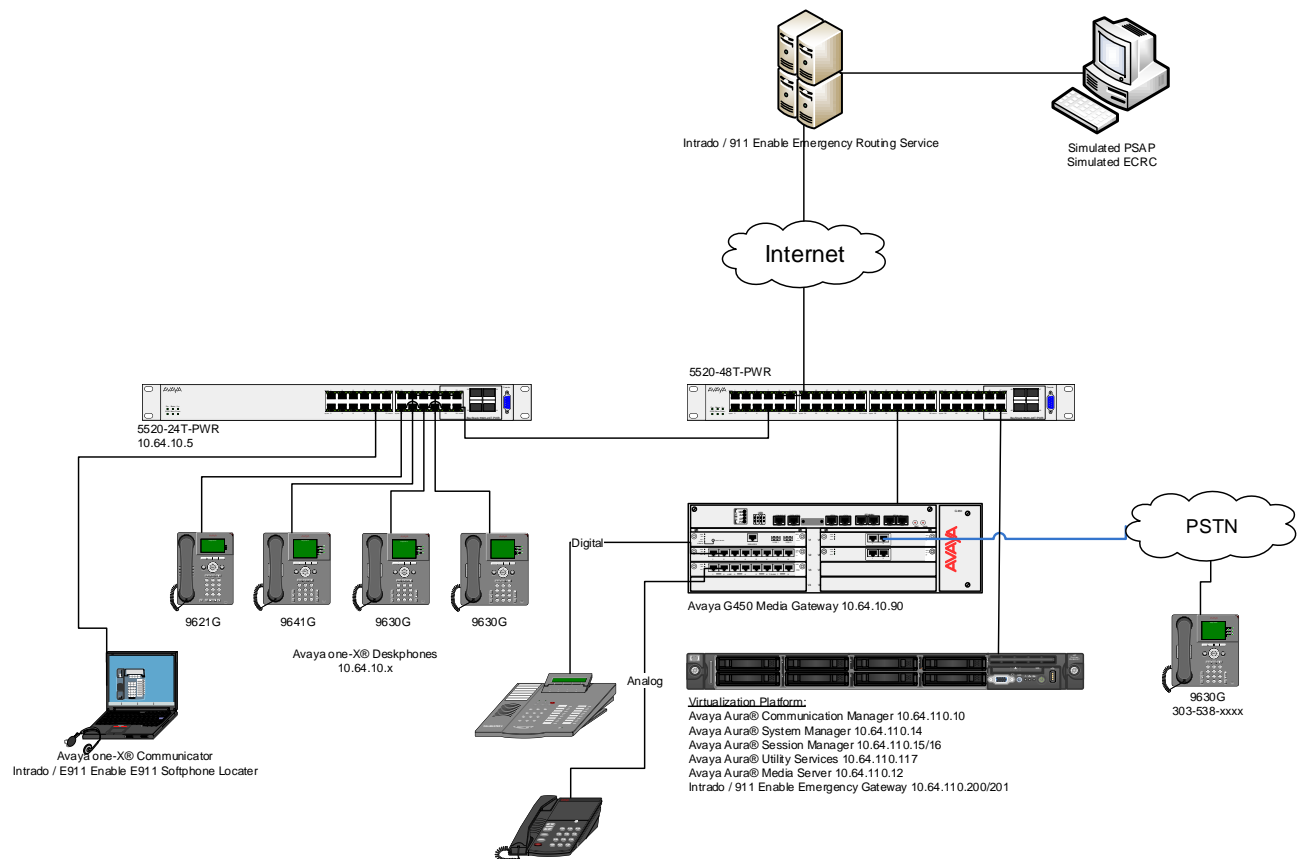 Intrado / 911 Enable Emergency Routing Service
Simulated PSAP
Simulated ECRC
Internet
5520-48T-PWR
AVAYA
AVAYA
5520-24T-PWR
10.64.10.5
9621G
9641G
9630G
9630G
Avaya one-X® Deskphones
10.64.10.x
Digital
Analog
AVAYA
Avaya G450 Media Gateway 10.64.10.90
PSTN
9630G
303-538-xxxx
Avaya one-X® Communicator
Intrado / E911 Enable E911 Softphone Locater
Virtualization Platform:
Avaya Aura® Communication Manager 10.64.110.10
Avaya Aura® System Manager 10.64.110.14
Avaya Aura® Session Manager 10.64.110.15/16
Avaya Aura® Utility Services 10.64.110.117
Avaya Aura® Media Server 10.64.110.12
Intrado / 911 Enable Emergency Gateway 10.64.110.200/201